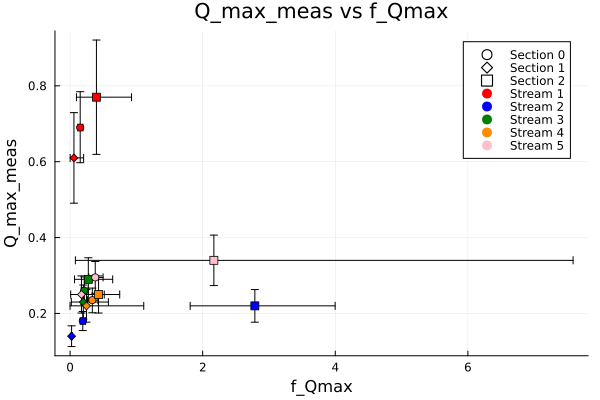 Q_max_meas vs f_Qmax
Section 0
Section 1
Section 2
Stream 1
Stream 2
Stream 3
Stream 4
Stream 5
Q_max_meas
0.8
0.6
0.4
0.2
0
2
4
6
f_Qmax